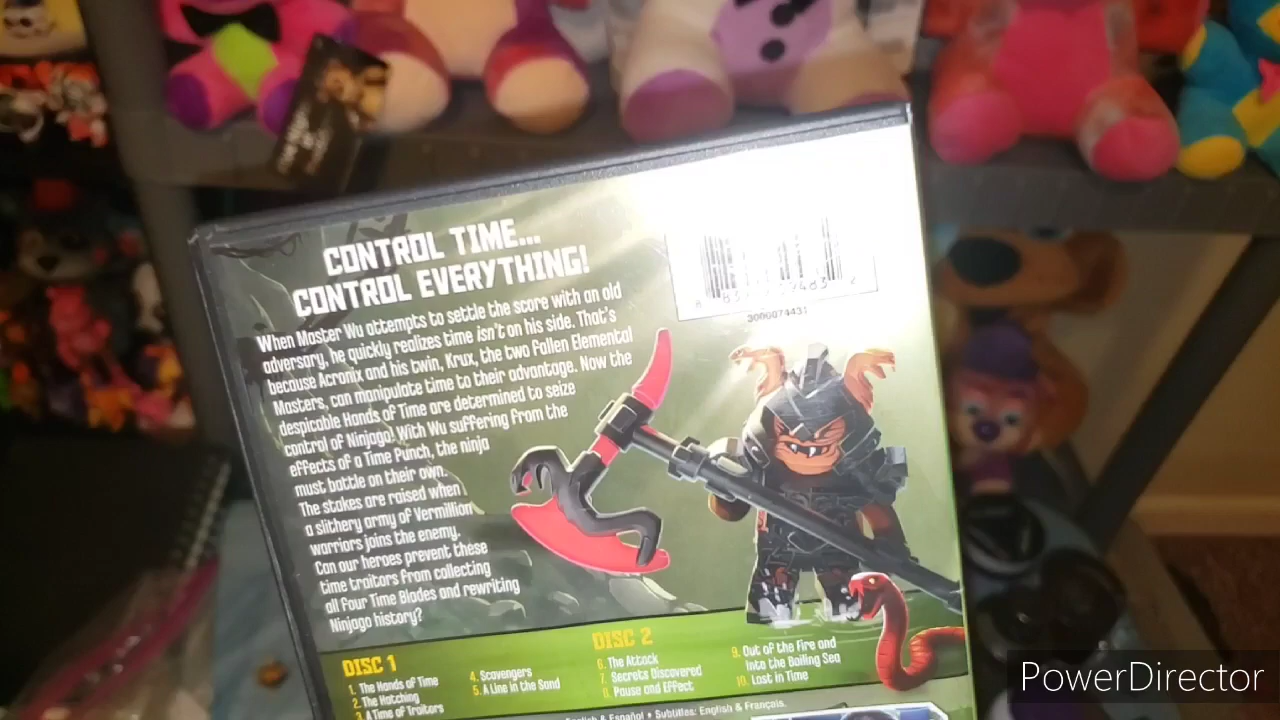 CONTROL TIME...
CONTROL EVERYTHING!
When Master Wu attempts to settle the score with an old
adversary, he quickly realizes time isn't on his side. That's
because Acronix and his twin, Krux, the two Fallen Elemental
Masters, can manipulate time to their advantage. Now the
despicable Hands of Time are determined to seize
control of Ninjago! With Wu suffering from the
effects of a Time Punch, the ninja
must battle on their own.
The stakes are raised when
a slithery army of Vermillion
warriors joins the enemy.
Can our heroes prevent these
time traitors from collecting
all four Time Blades and rewriting
Ninjago history?
3000074431
DISC 1
1. The Hands of Time
2. The Hatching
3. A Time of Traitors
4. Scavengers
5. A Line in the Sand
DISC 2
6. The Attack
7. Secrets Discovered
8. Pause and Effect
9. Out of the Fire and
Into the Boiling Sea
10. Lost in Time
English & Español • Subtitles: English & Français.
PowerDirector